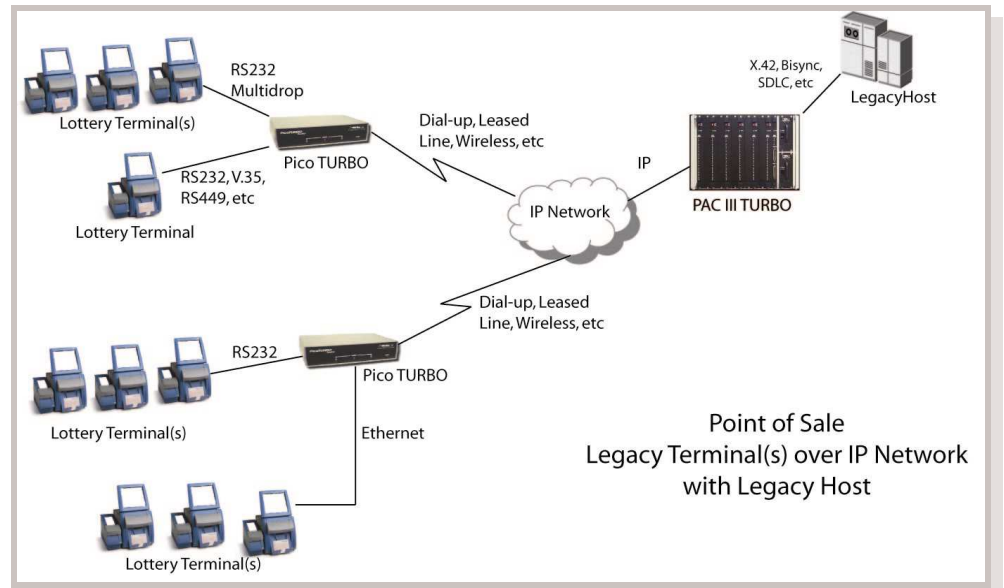 RS232
Multidrop
Lottery Terminal(s)
Pico TURBO
RS232, V.35,
RS449, etc
Lottery Terminal
Dial-up, Leased
Line, Wireless, etc
IP Network
IP
X.42, Bisync,
SDLC, etc
LegacyHost
PAC III TURBO
Dial-up, Leased
Line, Wireless, etc
RS232
Pico TURBO
Lottery Terminal(s)
Ethernet
Lottery Terminal(s)
Point of Sale
Legacy Terminal(s) over IP Network
with Legacy Host